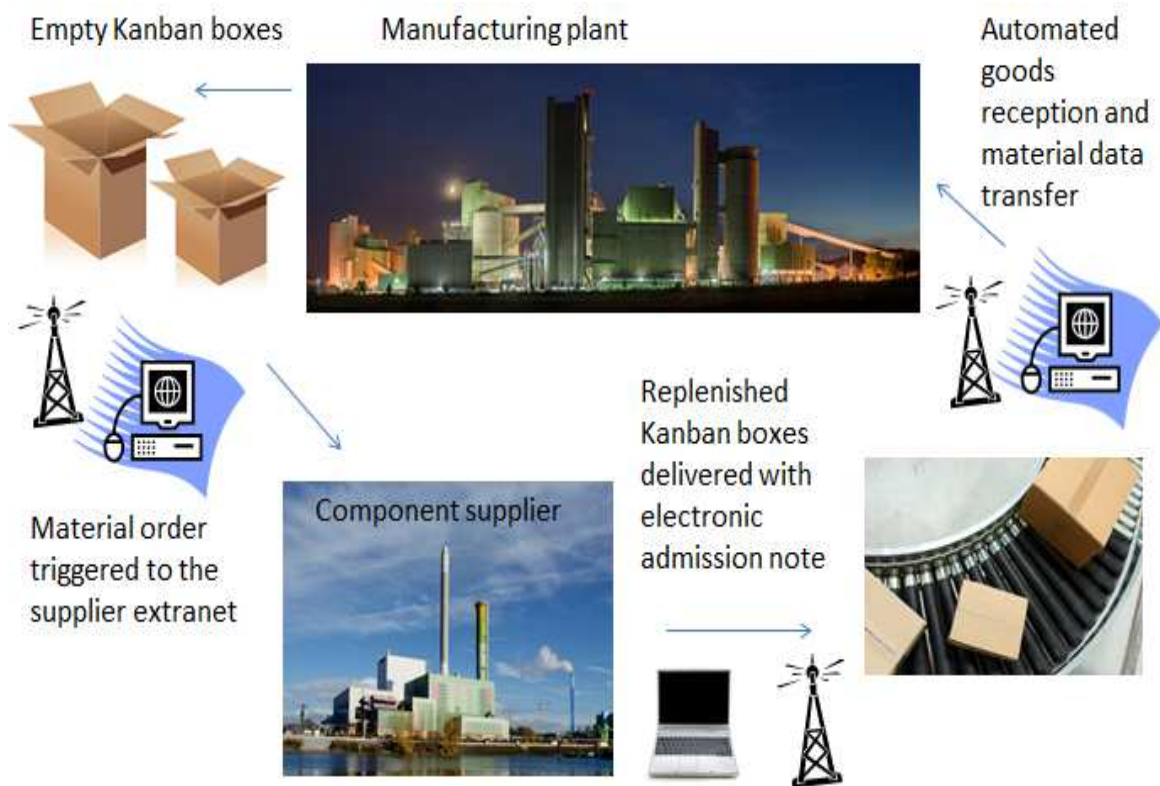 Empty Kanban boxes
Manufacturing plant
Automated
goods
reception and
material data
transfer
Replenished
Kanban boxes
delivered with
electronic
admission note
Component supplier
Material order
triggered to the
supplier extranet